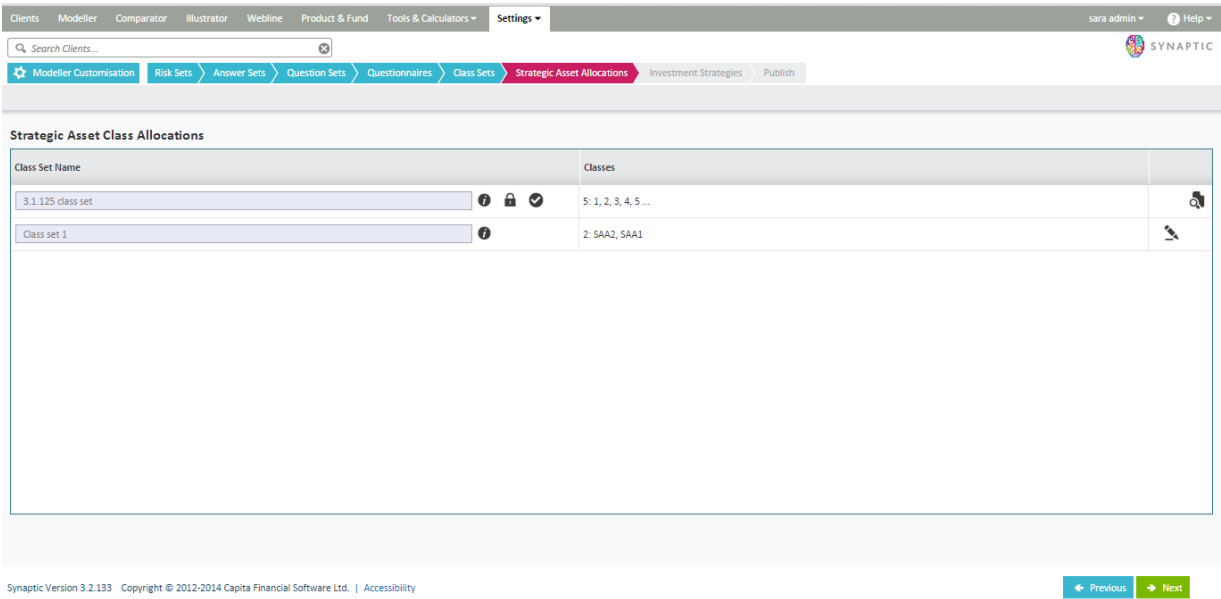 Clients Modeller Comparator Illustrator Webline Product & Fund Tools & Calculators Settings sara admin Help
Search Clients... SYNAPTIC
Modeller Customisation Risk Sets Answer Sets Question Sets Questionnaires Class Sets Strategic Asset Allocations Investment Strategies Publish
Strategic Asset Class Allocations
Class Set Name Classes
3.1.125 class set 5: 1, 2, 3, 4, 5 ...
Class set 1 2: SAA2, SAA1
Synaptic Version 3.2.133 Copyright © 2012-2014 Capita Financial Software Ltd. | Accessibility Previous Next